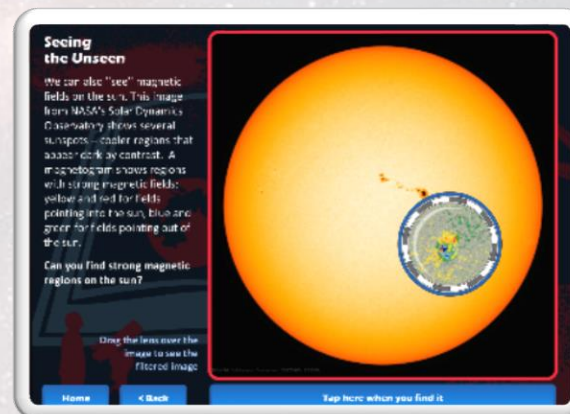 Seeing
the Unseen
We can also "see" magnetic
fields on the sun. This image
from NASA's Solar Dynamics
Observatory shows several
sunspots – cooler regions that
appear dark by contrast. A
magnetogram shows regions
with strong magnetic fields:
yellow and red for fields
pointing into the sun, blue and
green for fields pointing out of
the sun.
Can you find strong magnetic
regions on the sun?
Drag the lens over the
image to see the
filtered image
Home
< Back
Tap here when you find it